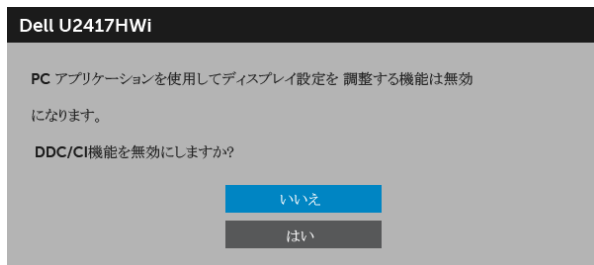 Dell U2417HWi
PC アプリケーションを使用してディスプレイ設定を 調整する機能は無効
になります。
DDC/CI機能を無効にしますか?
いいえ
はい